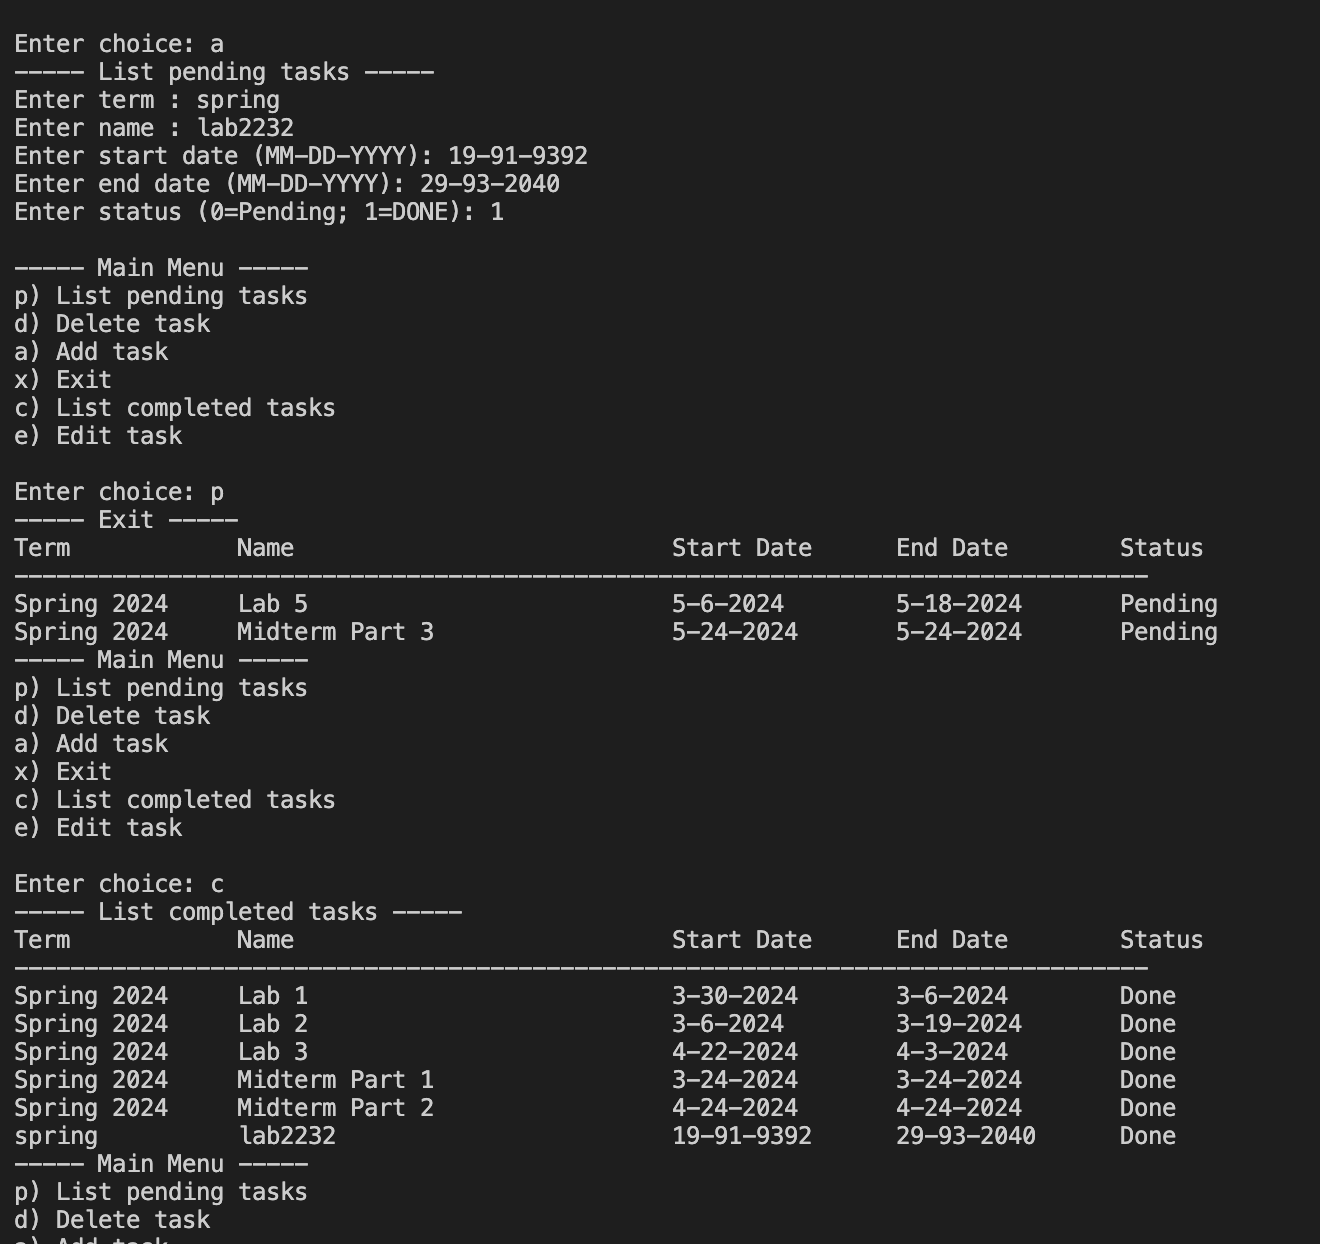 Enter choice: a
----- List pending tasks -----
Enter term : spring
Enter name : lab2232
Enter start date (MM-DD-YYYY): 19-91-9392
Enter end date (MM-DD-YYYY): 29-93-2040
Enter status (0=Pending; 1=DONE): 1
----- Main Menu -----
p) List pending tasks
d) Delete task
a) Add task
x) Exit
c) List completed tasks
e) Edit task
Enter choice: p
----- Exit -----
Term Name Start Date End Date Status
---------------------------------------------------------------------------------
Spring 2024 Lab 5 5-6-2024 5-18-2024 Pending
Spring 2024 Midterm Part 3 5-24-2024 5-24-2024 Pending
----- Main Menu -----
p) List pending tasks
d) Delete task
a) Add task
x) Exit
c) List completed tasks
e) Edit task
Enter choice: c
----- List completed tasks -----
Term Name Start Date End Date Status
---------------------------------------------------------------------------------
Spring 2024 Lab 1 3-30-2024 3-6-2024 Done
Spring 2024 Lab 2 3-6-2024 3-19-2024 Done
Spring 2024 Lab 3 4-22-2024 4-3-2024 Done
Spring 2024 Midterm Part 1 3-24-2024 3-24-2024 Done
Spring 2024 Midterm Part 2 4-24-2024 4-24-2024 Done
spring lab2232 19-91-9392 29-93-2040 Done
----- Main Menu -----
p) List pending tasks
d) Delete task
a) Add task